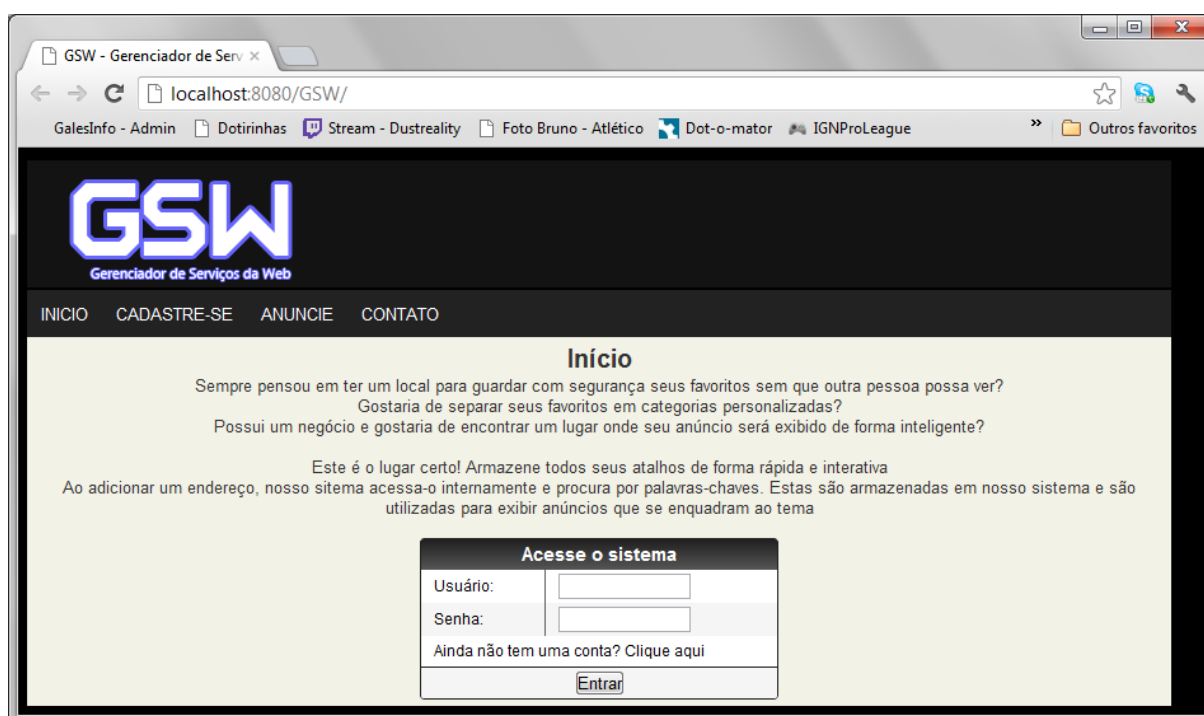 GSW - Gerenciador de Serv
localhost:8080/GSW/
GalesInfo - Admin Dotirinhas Stream - Dustreality Foto Bruno - Atlético Dot-o-mator IGNProLeague » Outros favoritos
GSW
Gerenciador de Serviços da Web
INICIO CADASTRE-SE ANUNCIE CONTATO
Início
Sempre pensou em ter um local para guardar com segurança seus favoritos sem que outra pessoa possa ver?
Gostaria de separar seus favoritos em categorias personalizadas?
Possui um negócio e gostaria de encontrar um lugar onde seu anúncio será exibido de forma inteligente?
Este é o lugar certo! Armazene todos seus atalhos de forma rápida e interativa
Ao adicionar um endereço, nosso sitema acessa-o internamente e procura por palavras-chaves. Estas são armazenadas em nosso sistema e são
utilizadas para exibir anúncios que se enquadram ao tema
Acesse o sistema
Usuário:
Senha:
Ainda não tem uma conta? Clique aqui
Entrar